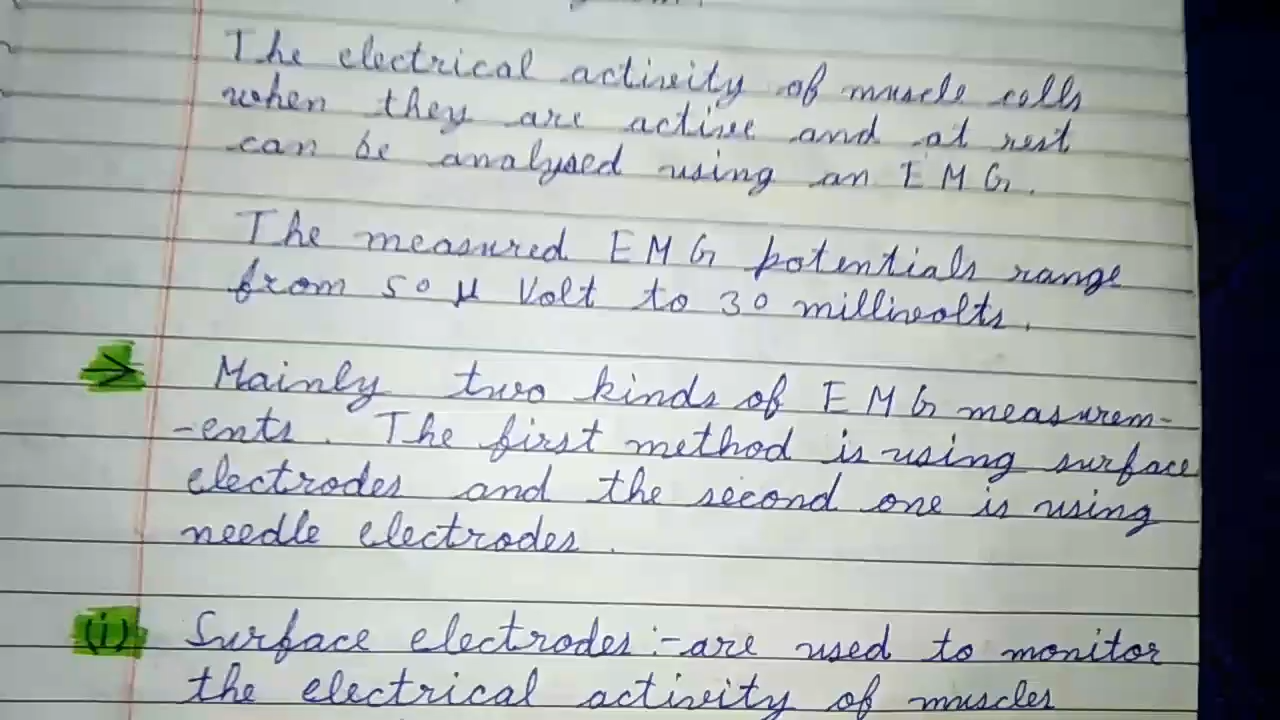 The electrical activity of muscle cells
when they are active and at rest
can be analysed using an EMG.
The measured EMG potentials range
from 50 μ Volt to 30 millivolts.
→ Mainly two kinds of EMG measurem-
-ents. The first method is using surface
electrodes and the second one is using
needle electrodes.
(i) Surface electrodes :- are used to monitor
the electrical activity of muscles